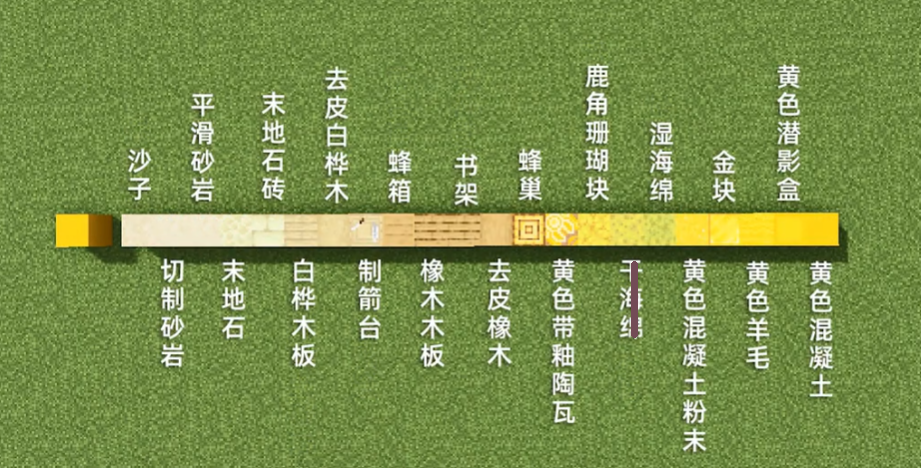 沙子
平滑砂岩
末地石砖
去皮白桦木
蜂箱
书架
蜂巢
鹿角珊瑚块
湿海绵
金块
黄色潜影盒
切制砂岩
末地石
白桦木板
制箭台
橡木木板
去皮橡木
黄色带釉陶瓦
黄色混凝土粉末
黄色羊毛
黄色混凝土